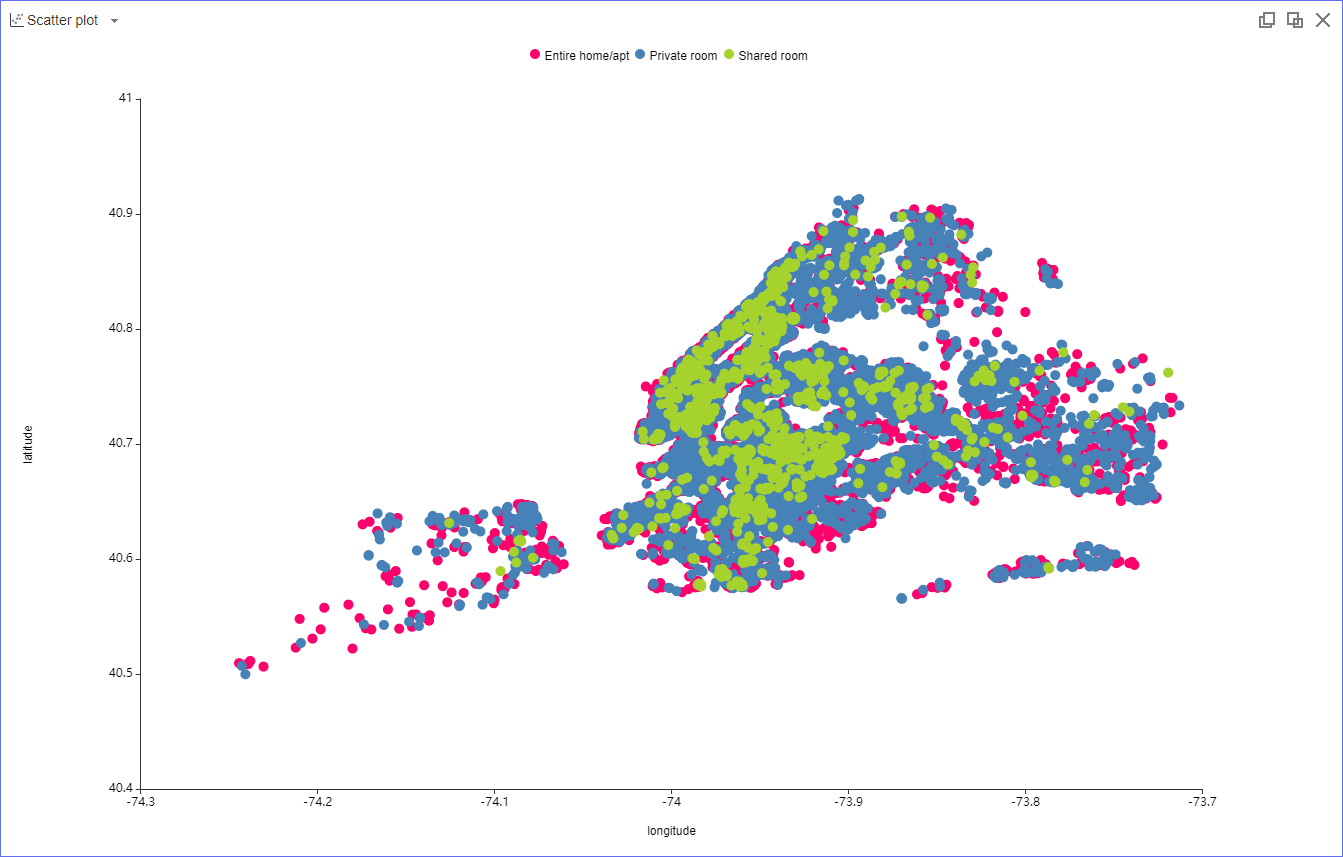 Scatter plot
Entire home/apt Private room Shared room
41
40.9
40.8
40.7
40.6
40.5
40.4
latitude
-74.3 -74.2 -74.1 -74 -73.9 -73.8 -73.7
longitude